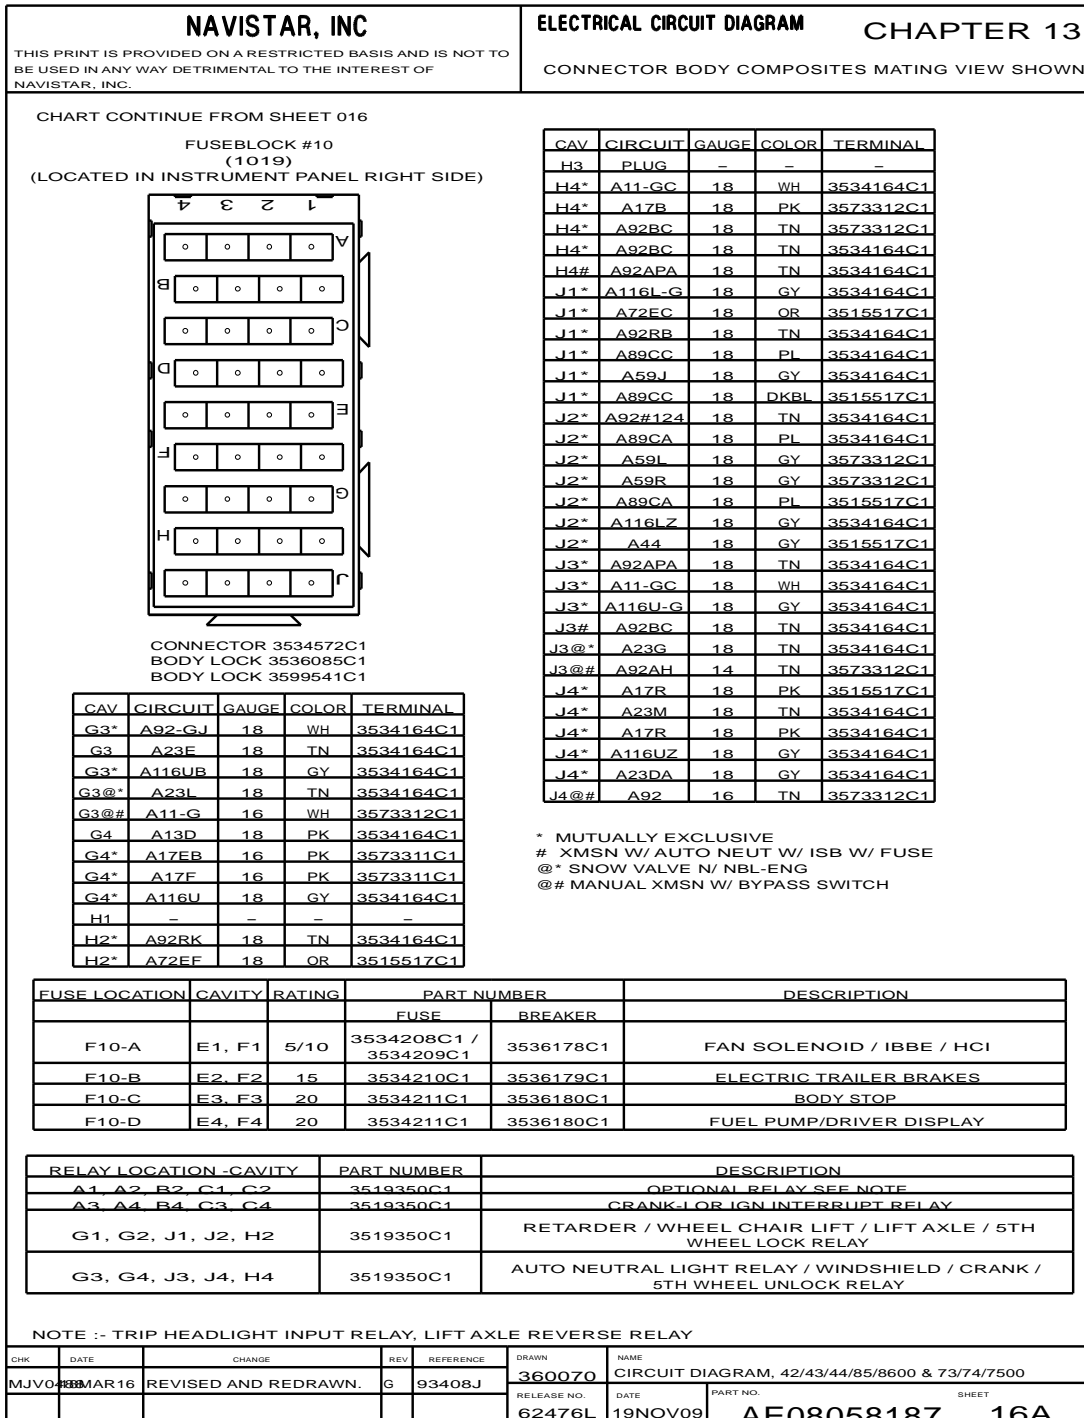 NAVISTAR, INC
THIS PRINT IS PROVIDED ON A RESTRICTED BASIS AND IS NOT TO
BE USED IN ANY WAY DETRIMENTAL TO THE INTEREST OF
NAVISTAR, INC.
ELECTRICAL CIRCUIT DIAGRAM CHAPTER 13
CONNECTOR BODY COMPOSITES MATING VIEW SHOWN
CHART CONTINUE FROM SHEET 016
FUSEBLOCK #10
(1019)
(LOCATED IN INSTRUMENT PANEL RIGHT SIDE)
4 3 2 1
A
B
C
D
E
F
G
H
J
CONNECTOR 3534572C1
BODY LOCK 3536085C1
BODY LOCK 3599541C1
CAV CIRCUIT GAUGE COLOR TERMINAL
G3* A92-GJ 18 WH 3534164C1
G3 A23E 18 TN 3534164C1
G3* A116UB 18 GY 3534164C1
G3@* A23L 18 TN 3534164C1
G3@# A11-G 16 WH 3573312C1
G4 A13D 18 PK 3534164C1
G4* A17EB 16 PK 3573311C1
G4* A17F 16 PK 3573311C1
G4* A116U 18 GY 3534164C1
H1 – – – –
H2* A92RK 18 TN 3534164C1
H2* A72EF 18 OR 3515517C1
CAV CIRCUIT GAUGE COLOR TERMINAL
H3 PLUG – – –
H4* A11-GC 18 WH 3534164C1
H4* A17B 18 PK 3573312C1
H4* A92BC 18 TN 3573312C1
H4* A92BC 18 TN 3534164C1
H4# A92APA 18 TN 3534164C1
J1* A116L-G 18 GY 3534164C1
J1* A72EC 18 OR 3515517C1
J1* A92RB 18 TN 3534164C1
J1* A89CC 18 PL 3534164C1
J1* A59J 18 GY 3534164C1
J1* A89CC 18 DKBL 3515517C1
J2* A92#124 18 TN 3534164C1
J2* A89CA 18 PL 3534164C1
J2* A59L 18 GY 3573312C1
J2* A59R 18 GY 3573312C1
J2* A89CA 18 PL 3515517C1
J2* A116LZ 18 GY 3534164C1
J2* A44 18 GY 3515517C1
J3* A92APA 18 TN 3534164C1
J3* A11-GC 18 WH 3534164C1
J3* A116U-G 18 GY 3534164C1
J3# A92BC 18 TN 3534164C1
J3@* A23G 18 TN 3534164C1
J3@# A92AH 14 TN 3573312C1
J4* A17R 18 PK 3515517C1
J4* A23M 18 TN 3534164C1
J4* A17R 18 PK 3534164C1
J4* A116UZ 18 GY 3534164C1
J4* A23DA 18 GY 3534164C1
J4@# A92 16 TN 3573312C1
* MUTUALLY EXCLUSIVE
# XMSN W/ AUTO NEUT W/ ISB W/ FUSE
@* SNOW VALVE N/ NBL-ENG
@# MANUAL XMSN W/ BYPASS SWITCH
FUSE LOCATION CAVITY RATING PART NUMBER DESCRIPTION
FUSE BREAKER
F10-A E1, F1 5/10 3534208C1 / 3534209C1 3536178C1 FAN SOLENOID / IBBE / HCI
F10-B E2, F2 15 3534210C1 3536179C1 ELECTRIC TRAILER BRAKES
F10-C E3, F3 20 3534211C1 3536180C1 BODY STOP
F10-D E4, F4 20 3534211C1 3536180C1 FUEL PUMP/DRIVER DISPLAY
RELAY LOCATION -CAVITY PART NUMBER DESCRIPTION
A1, A2, B2, C1, C2 3519350C1 OPTIONAL RELAY SEE NOTE
A3, A4, B4, C3, C4 3519350C1 CRANK-I OR IGN INTERRUPT RELAY
G1, G2, J1, J2, H2 3519350C1 RETARDER / WHEEL CHAIR LIFT / LIFT AXLE / 5TH
WHEEL LOCK RELAY
G3, G4, J3, J4, H4 3519350C1 AUTO NEUTRAL LIGHT RELAY / WINDSHIELD / CRANK /
5TH WHEEL UNLOCK RELAY
NOTE :- TRIP HEADLIGHT INPUT RELAY, LIFT AXLE REVERSE RELAY
CHK DATE CHANGE REV REFERENCE DRAWN NAME
REVISED AND REDRAWN. G 93408J 360070 CIRCUIT DIAGRAM, 42/43/44/85/8600 & 73/74/7500
RELEASE NO. DATE PART NO. SHEET
62476L 19NOV09 AE08058187 16A